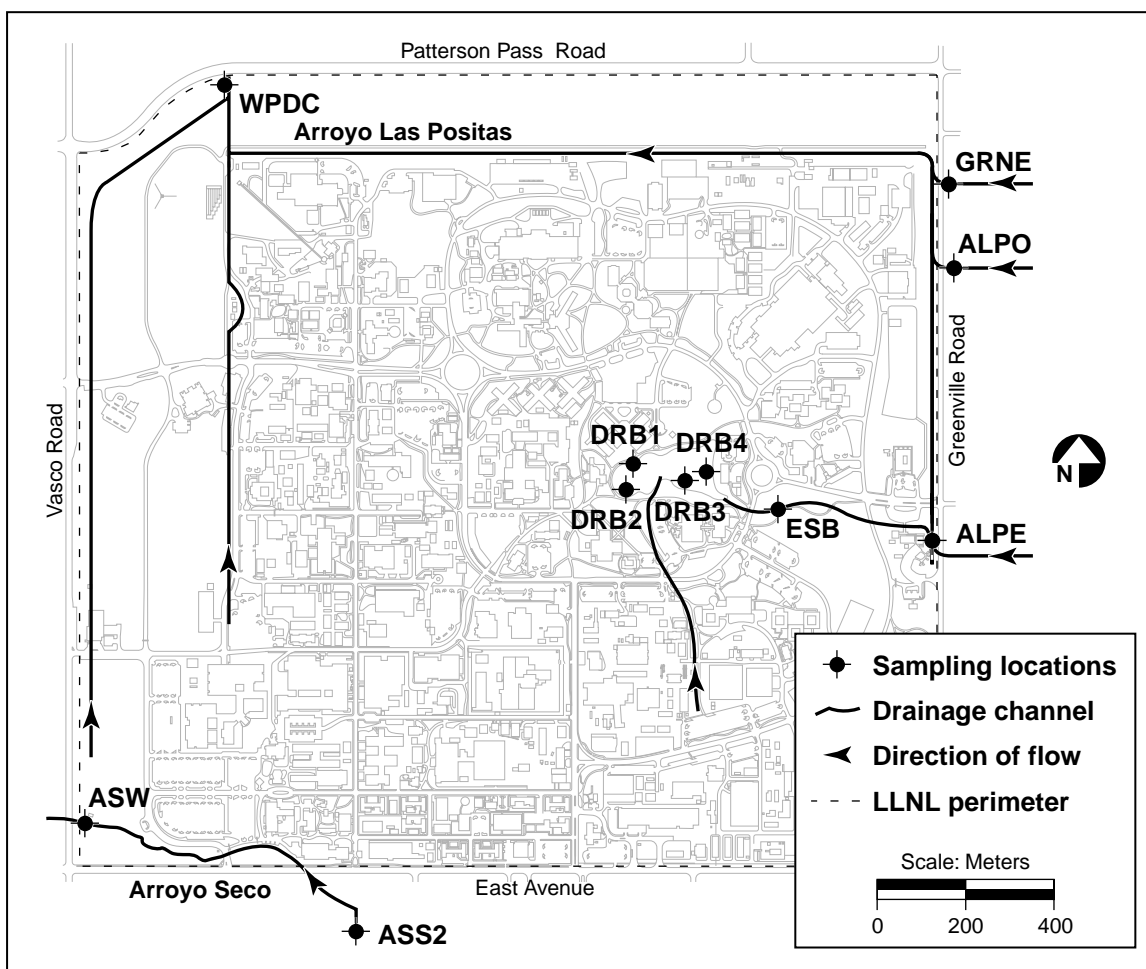 Patterson Pass Road
WPDC
Arroyo Las Positas
GRNE
ALPO
Vasco Road
Greenville Road
DRB1
DRB4
N
DRB2
DRB3
ESB
ALPE
Sampling locations
Drainage channel
Direction of flow
LLNL perimeter
ASW
Scale: Meters
Arroyo Seco
East Avenue
0 200 400
ASS2